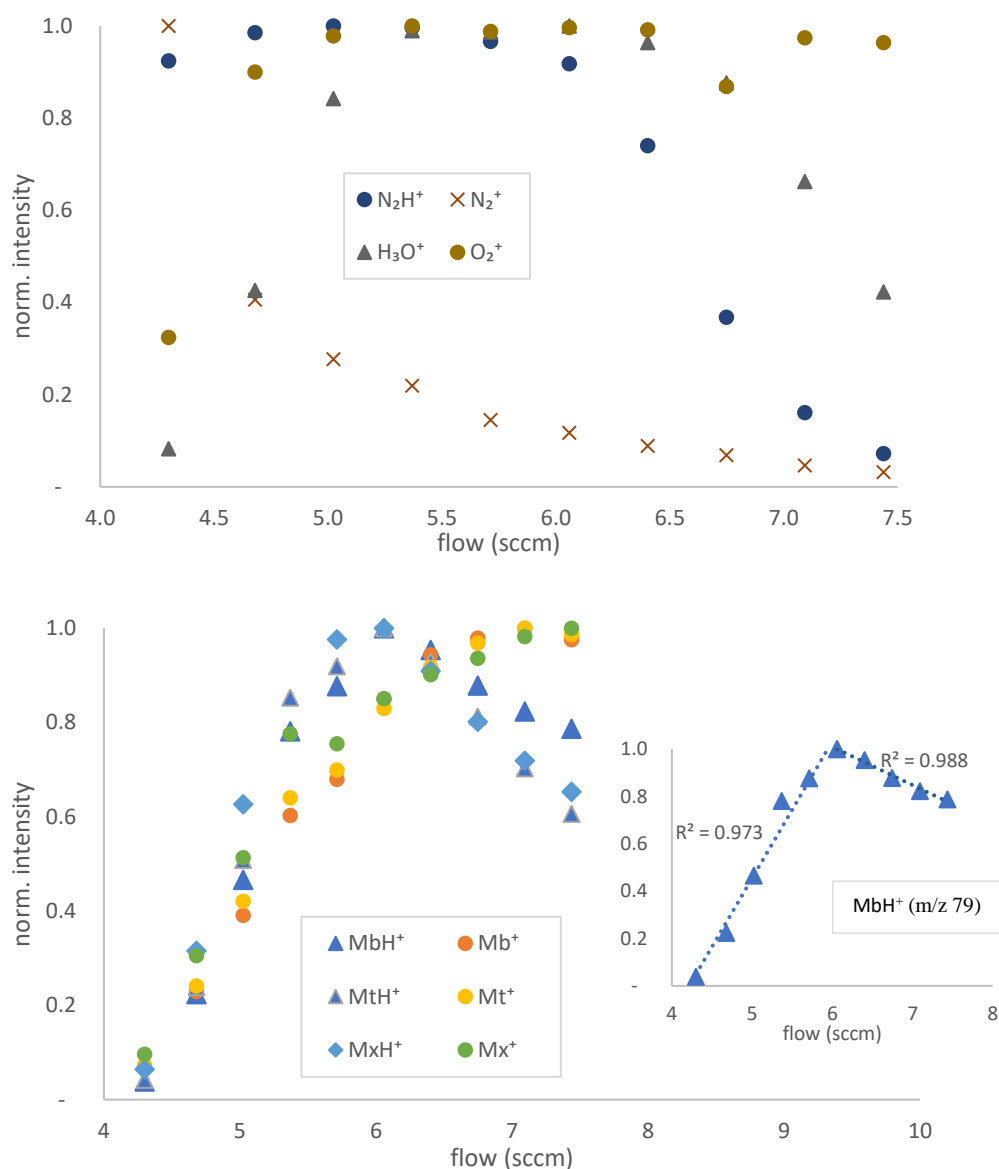 norm. intensity
1.0
0.8
0.6
0.4
0.2
-
N₂H⁺ N₂⁺
H₃O⁺ O₂⁺
4.0 4.5 5.0 5.5 6.0 6.5 7.0 7.5
flow (sccm)
norm. intensity
1.0
0.8
0.6
0.4
0.2
-
MbH⁺ Mb⁺
MtH⁺ Mt⁺
MxH⁺ Mx⁺
4 5 6 7 8 9 10
flow (sccm)
1.0
0.8
0.6
0.4
0.2
-
R² = 0.988
R² = 0.973
MbH⁺ (m/z 79)
4 5 6 7 8
flow (sccm)